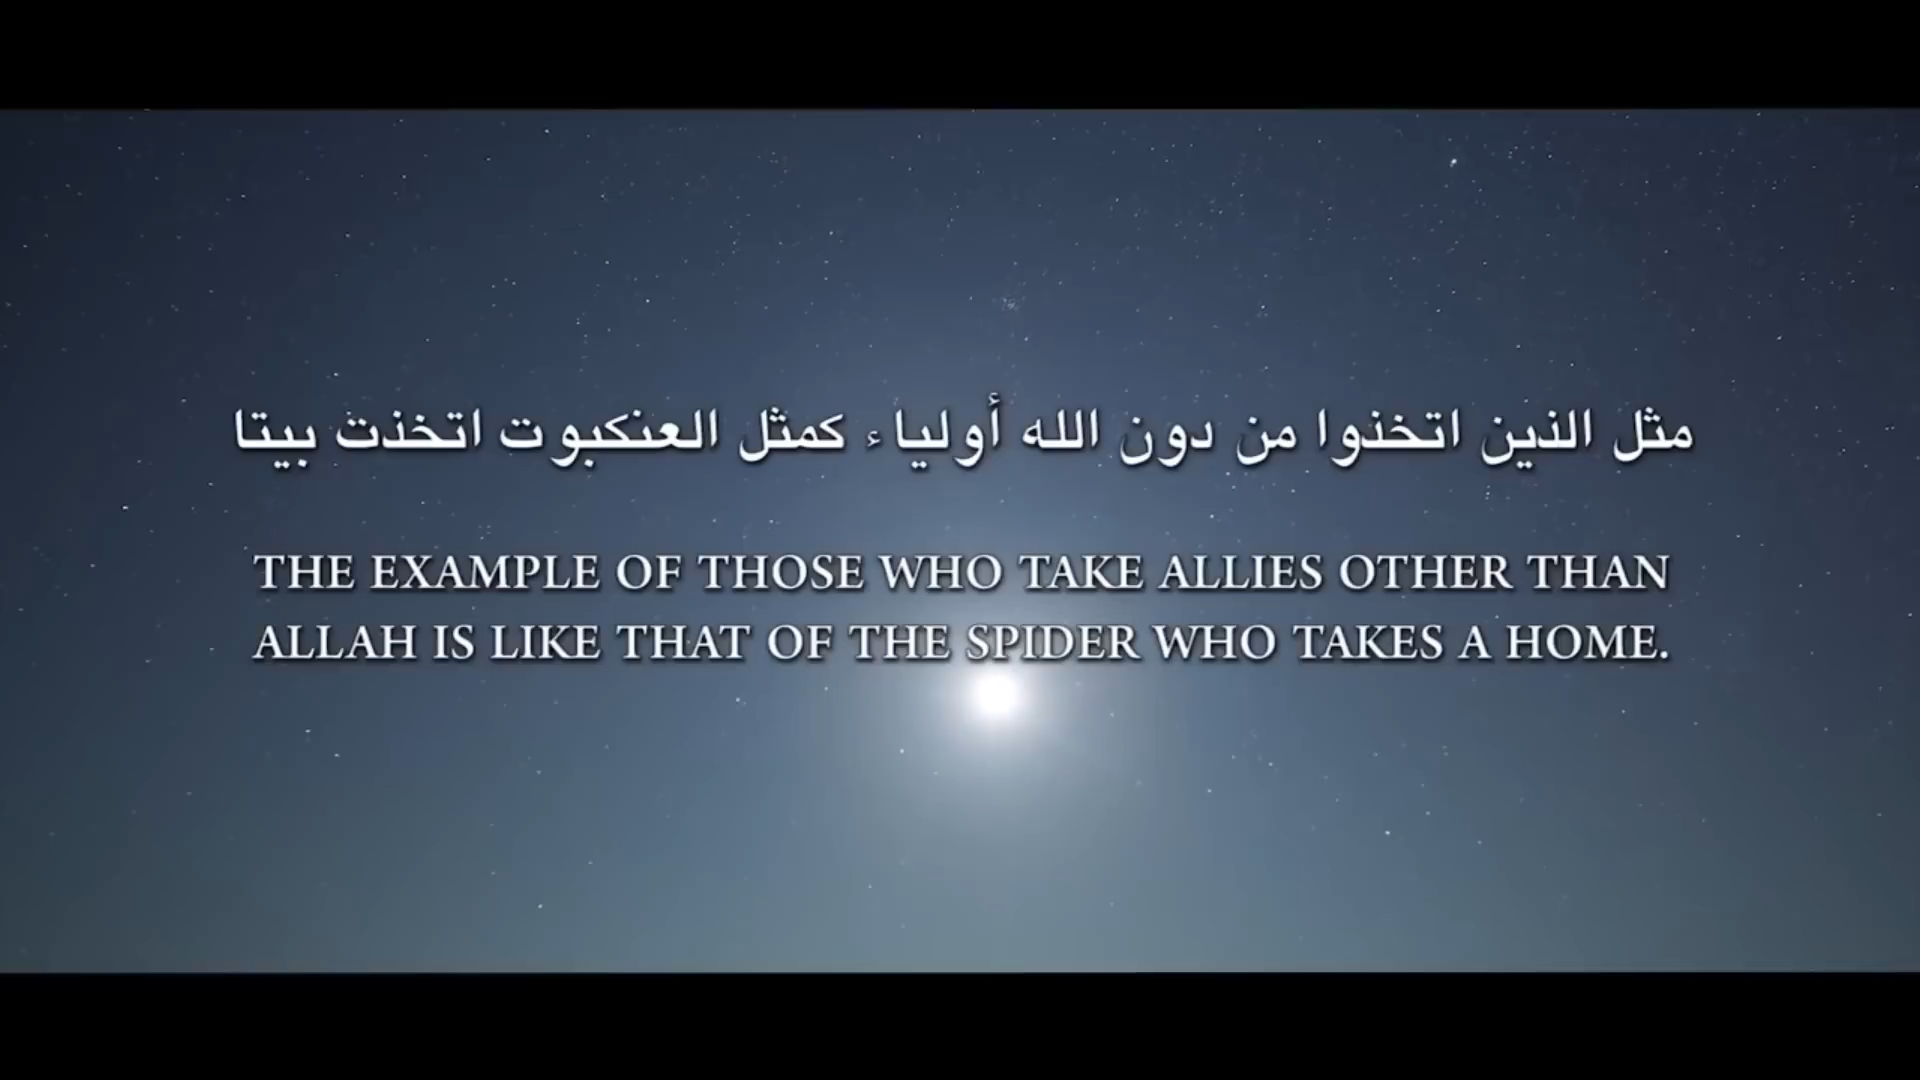 مثل الذين اتخذوا من دون الله أولياء كمثل العنكبوت اتخذت بيتا
THE EXAMPLE OF THOSE WHO TAKE ALLIES OTHER THAN
ALLAH IS LIKE THAT OF THE SPIDER WHO TAKES A HOME.